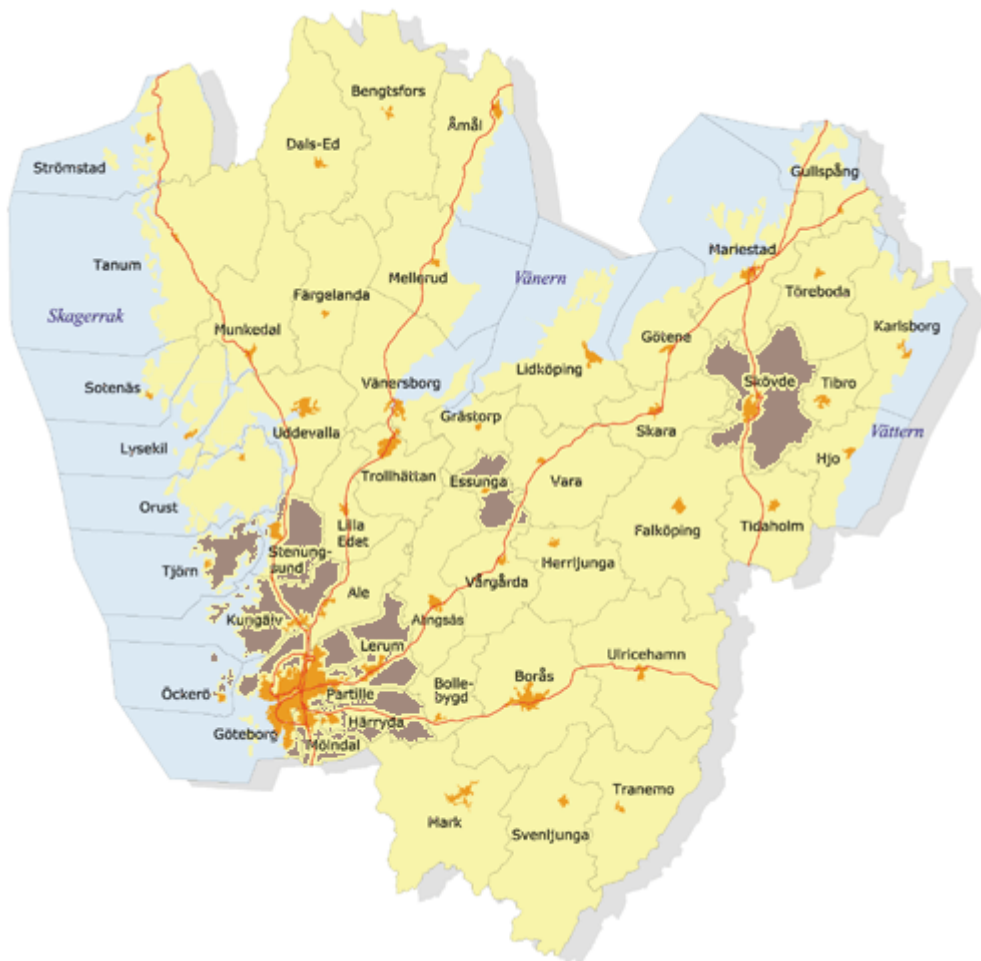 Bengtsfors
Åmål
Dals-Ed
Strömstad
Gullspång
Mariestad
Tanum
Mellerud
Vänern
Töreboda
Färgelanda
Skagerrak
Munkedal
Karlsborg
Götene
Lidköping
Sotenäs
Vänersborg
Skövde
Tibro
Grästorp
Uddevalla
Skara
Vättern
Lysekil
Hjo
Trollhättan
Essunga
Vara
Orust
Lilla
Edet
Falköping
Tidaholm
Stenung-
sund
Tjörn
Herrljunga
Vårgårda
Ale
Kungälv
Alngsås
Lerum
Ulricehamn
Öckerö
Partille
Bolle-
bygd
Borås
Göteborg
Härryda
Mölndal
Tranemo
Mark
Svenljunga